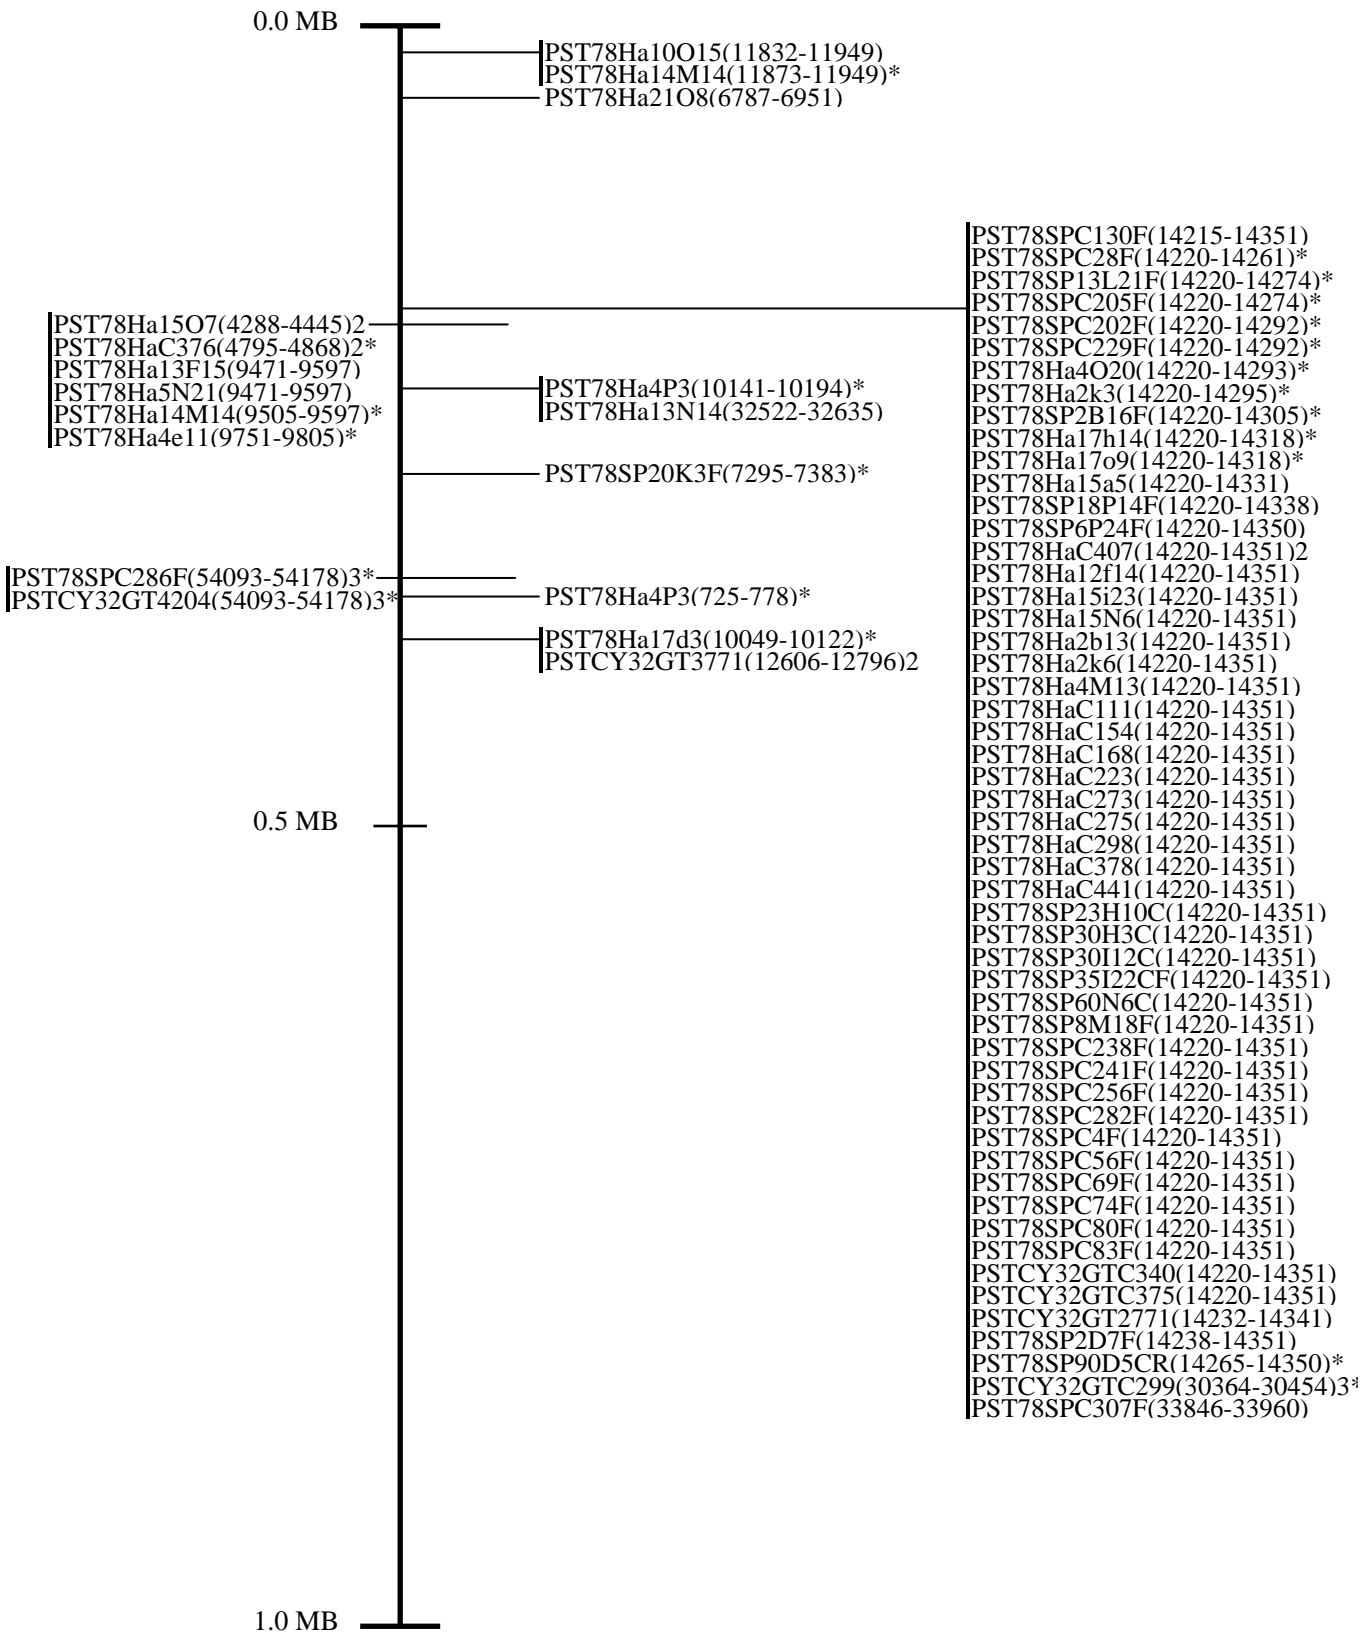 0.0 MB
PST78Ha10O15(11832-11949)
PST78Ha14M14(11873-11949)*
PST78Ha21O8(6787-6951)
PST78Ha15O7(4288-4445)2
PST78HaC376(4795-4868)2*
PST78Ha13F15(9471-9597)
PST78Ha5N21(9471-9597)
PST78Ha14M14(9505-9597)*
PST78Ha4e11(9751-9805)*
PST78Ha4P3(10141-10194)*
PST78Ha13N14(32522-32635)
PST78SP20K3F(7295-7383)*
PST78SPC286F(54093-54178)3*
PSTCY32GT4204(54093-54178)3*
PST78Ha4P3(725-778)*
PST78Ha17d3(10049-10122)*
PSTCY32GT3771(12606-12796)2
0.5 MB
1.0 MB
PST78SPC130F(14215-14351)
PST78SPC28F(14220-14261)*
PST78SP13L21F(14220-14274)*
PST78SPC205F(14220-14274)*
PST78SPC202F(14220-14292)*
PST78SPC229F(14220-14292)*
PST78Ha4O20(14220-14293)*
PST78Ha2k3(14220-14295)*
PST78SP2B16F(14220-14305)*
PST78Ha17h14(14220-14318)*
PST78Ha17o9(14220-14318)*
PST78Ha15a5(14220-14331)
PST78SP18P14F(14220-14338)
PST78SP6P24F(14220-14350)
PST78HaC407(14220-14351)2
PST78Ha12f14(14220-14351)
PST78Ha15i23(14220-14351)
PST78Ha15N6(14220-14351)
PST78Ha2b13(14220-14351)
PST78Ha2k6(14220-14351)
PST78Ha4M13(14220-14351)
PST78HaC111(14220-14351)
PST78HaC154(14220-14351)
PST78HaC168(14220-14351)
PST78HaC223(14220-14351)
PST78HaC273(14220-14351)
PST78HaC275(14220-14351)
PST78HaC298(14220-14351)
PST78HaC378(14220-14351)
PST78HaC441(14220-14351)
PST78SP23H10C(14220-14351)
PST78SP30H3C(14220-14351)
PST78SP30I12C(14220-14351)
PST78SP35I22CF(14220-14351)
PST78SP60N6C(14220-14351)
PST78SP8M18F(14220-14351)
PST78SPC238F(14220-14351)
PST78SPC241F(14220-14351)
PST78SPC256F(14220-14351)
PST78SPC282F(14220-14351)
PST78SPC4F(14220-14351)
PST78SPC56F(14220-14351)
PST78SPC69F(14220-14351)
PST78SPC74F(14220-14351)
PST78SPC80F(14220-14351)
PST78SPC83F(14220-14351)
PSTCY32GTC340(14220-14351)
PSTCY32GTC375(14220-14351)
PSTCY32GT2771(14232-14341)
PST78SP2D7F(14238-14351)
PST78SP90D5CR(14265-14350)*
PSTCY32GTC299(30364-30454)3*
PST78SPC307F(33846-33960)